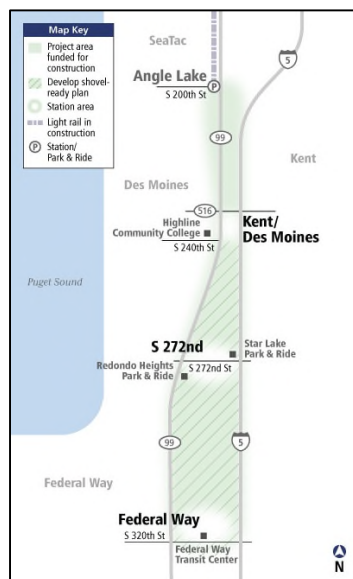 Map Key
Project area
funded for
construction
Develop shovel-
ready plan
Station area
Light rail in
construction
P
Station/
Park & Ride
SeaTac
5
Angle Lake
P
S 200th St
99
Kent
Des Moines
516
Highline
Community College
Kent/
Des Moines
S 240th St
Puget Sound
S 272nd
Star Lake
Park & Ride
Redondo Heights
Park & Ride
S 272nd St
99
5
Federal Way
Federal Way
S 320th St
Federal Way
Transit Center
N